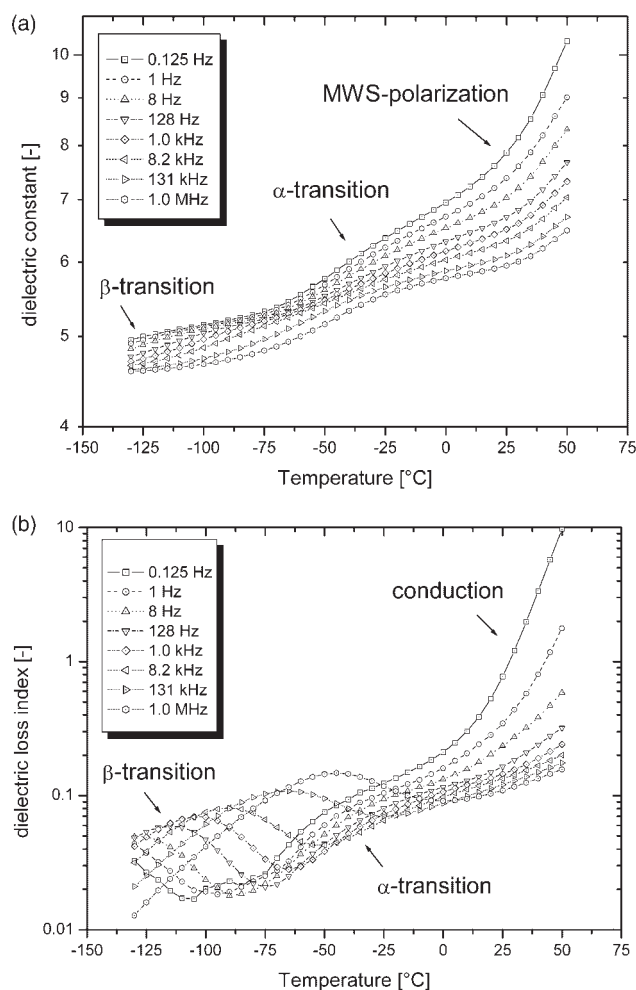 (a)
0.125 Hz
1 Hz
8 Hz
128 Hz
1.0 kHz
8.2 kHz
131 kHz
1.0 MHz
MWS-polarization
α-transition
β-transition
dielectric constant [-]
10
9
8
7
6
5
4
-150 -125 -100 -75 -50 -25 0 25 50 75
Temperature [°C]
(b)
0.125 Hz
1 Hz
8 Hz
128 Hz
1.0 kHz
8.2 kHz
131 kHz
1.0 MHz
conduction
β-transition
α-transition
dielectric loss index [-]
10
1
0.1
0.01
-150 -125 -100 -75 -50 -25 0 25 50 75
Temperature [°C]